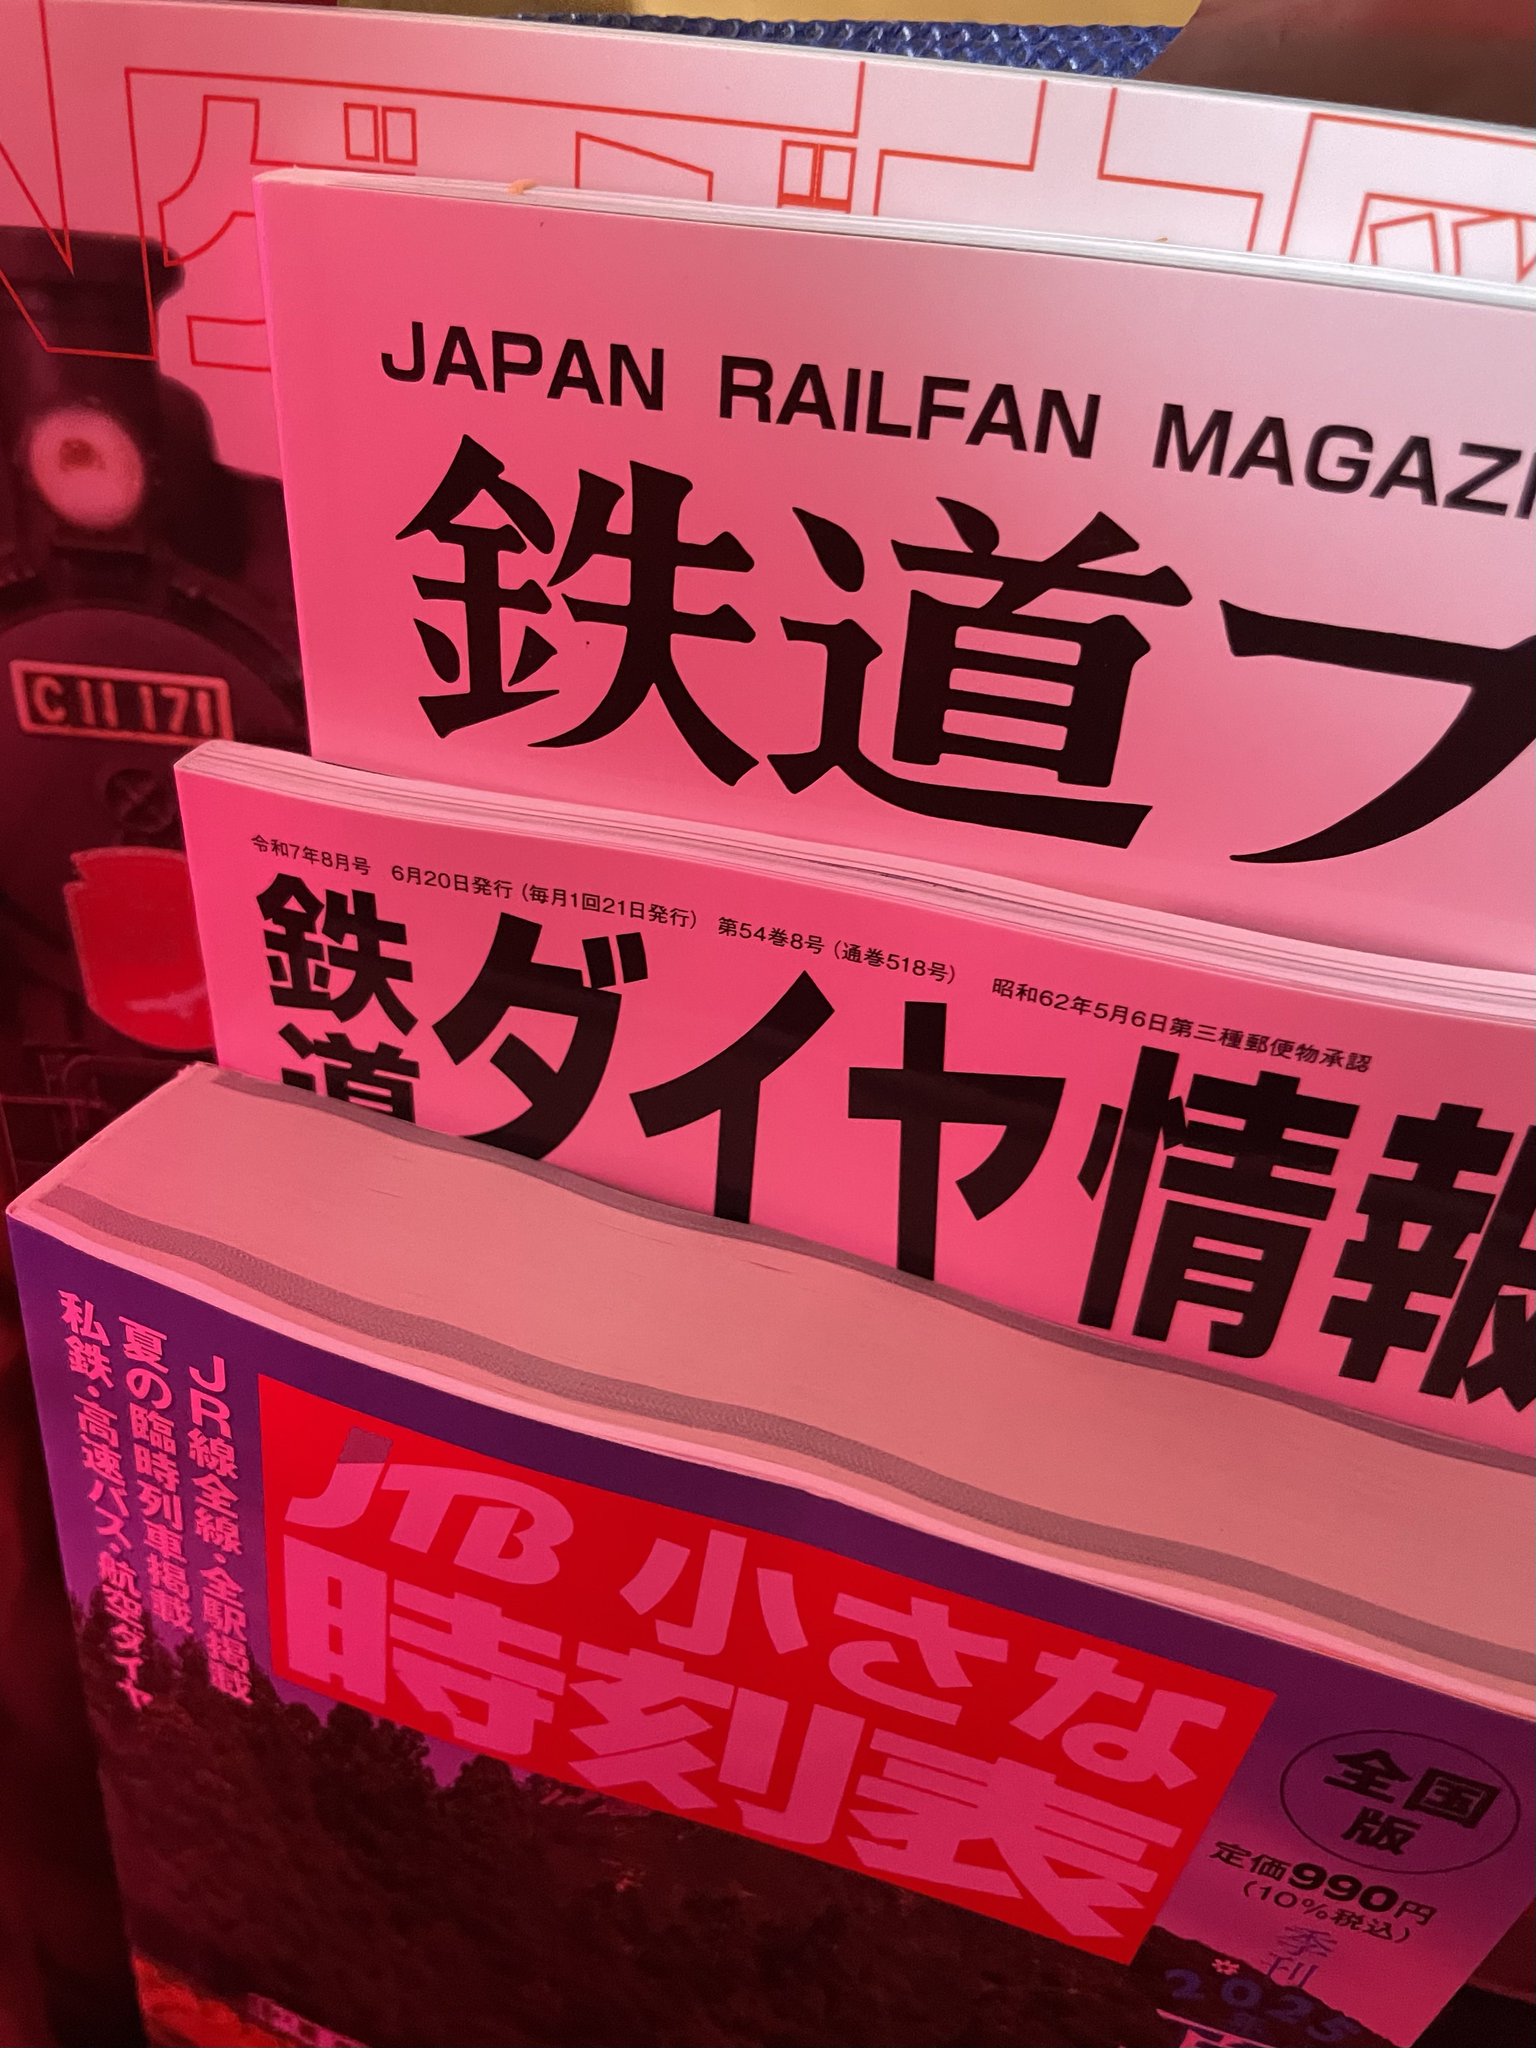 JAPAN RAILFAN MAGAZI
鉄道フ
C11 171
令和7年8月号 6月20日発行(毎月1回21日発行) 第54巻8号(通巻518号) 昭和62年5月6日第三種郵便物承認
鉄道ダイヤ情報
JR線全線・全駅掲載
夏の臨時列車掲載
私鉄・高速バス・航空ダイヤ
JTB 小さな
時刻表
全国
版
定価990円
(10%税込)
季刊
2025